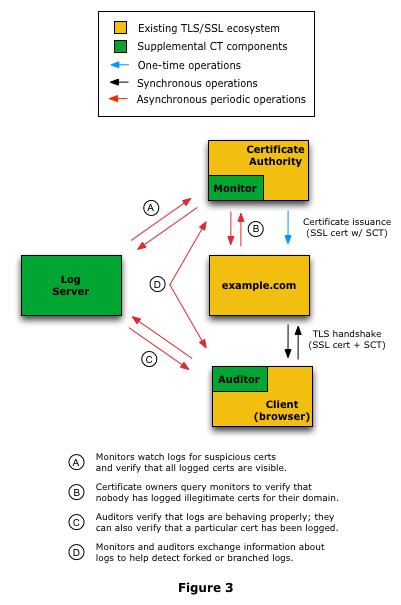 Existing TLS/SSL ecosystem
Supplemental CT components
One-time operations
Synchronous operations
Asynchronous periodic operations
Certificate
Authority
Monitor
A
B
Certificate issuance
(SSL cert w/ SCT)
Log
Server
D
example.com
TLS handshake
(SSL cert + SCT)
C
Auditor
Client
(browser)
A Monitors watch logs for suspicious certs
and verify that all logged certs are visible.
B Certificate owners query monitors to verify that
nobody has logged illegitimate certs for their domain.
C Auditors verify that logs are behaving properly; they
can also verify that a particular cert has been logged.
D Monitors and auditors exchange information about
logs to help detect forked or branched logs.
Figure 3